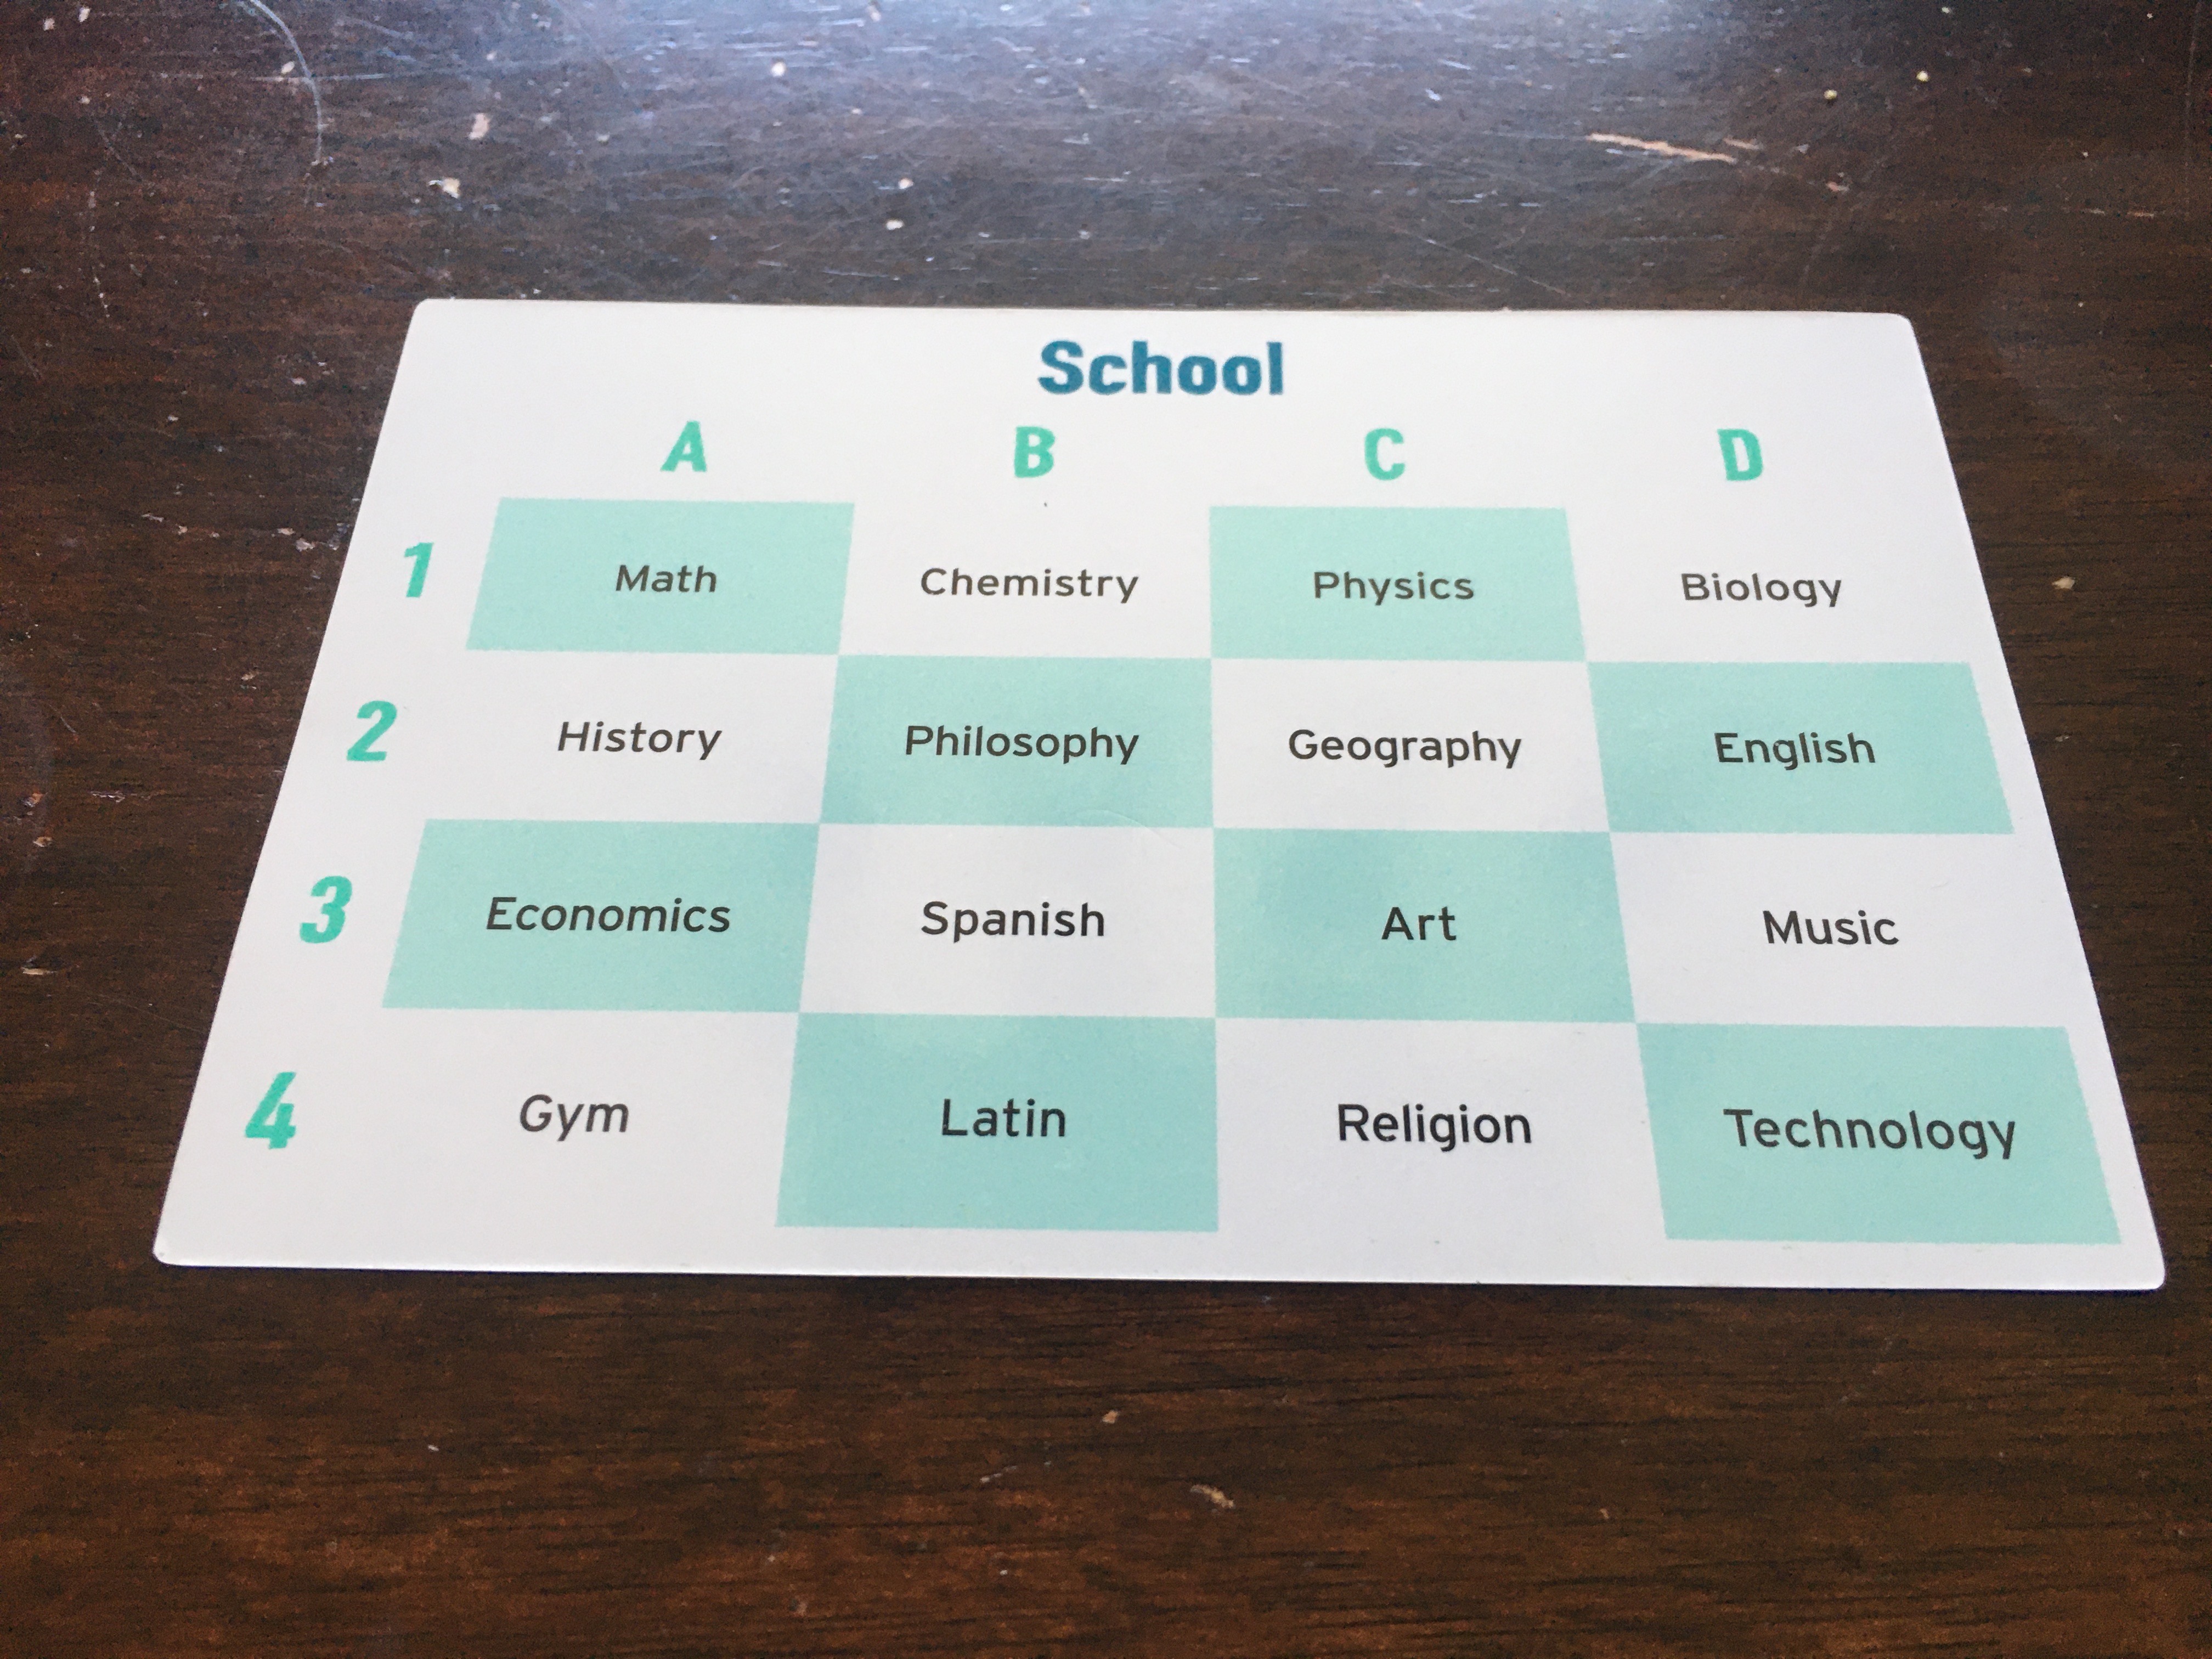 School
A B C D
1 Math Chemistry Physics Biology
2 History Philosophy Geography English
3 Economics Spanish Art Music
4 Gym Latin Religion Technology